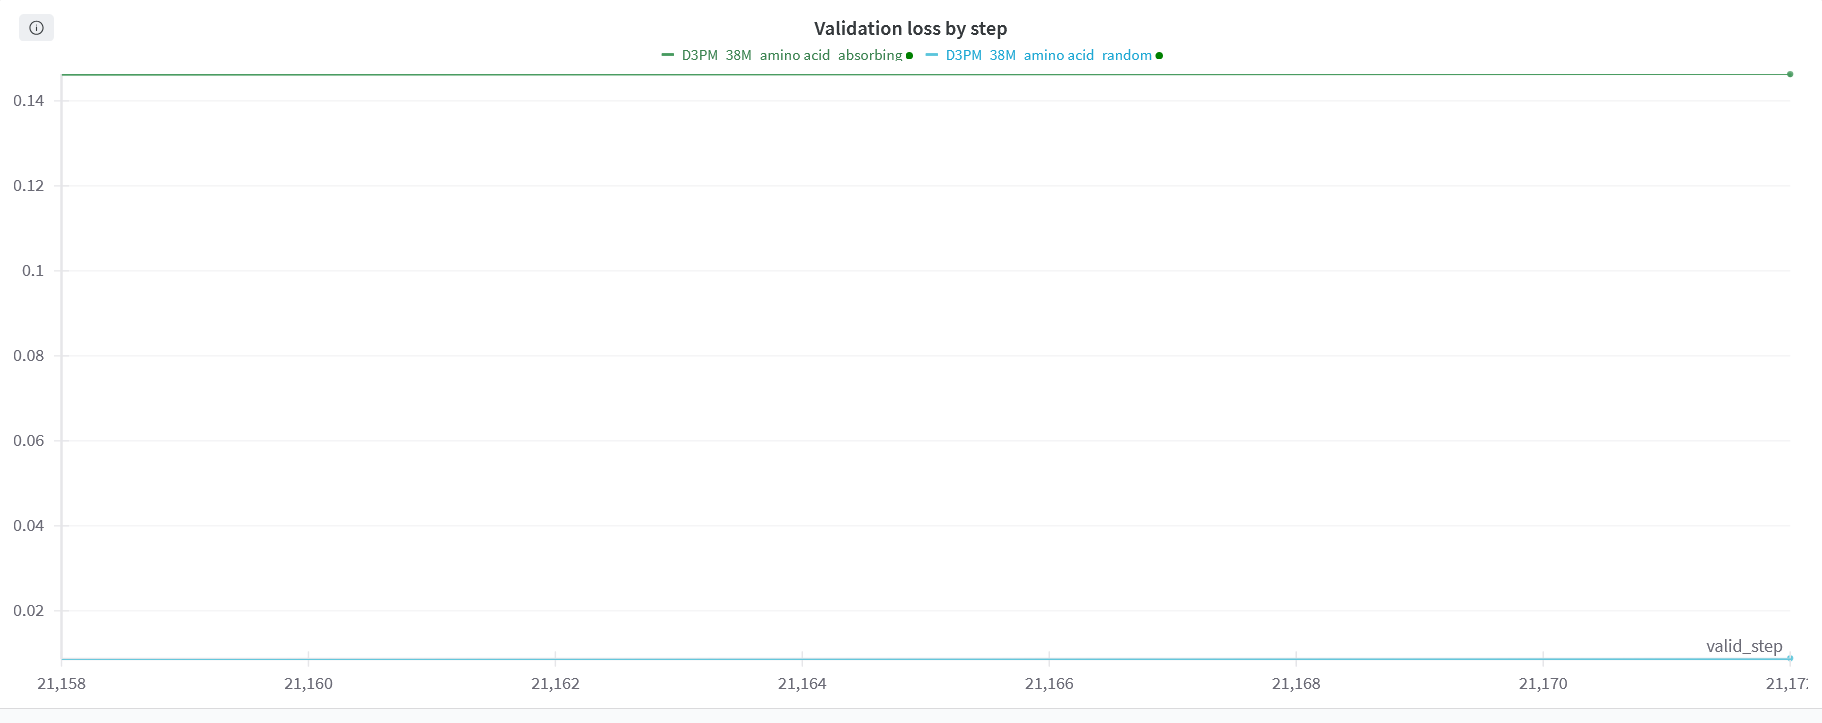 Validation loss by step
D3PM 38M amino acid absorbing D3PM 38M amino acid random
0.14
0.12
0.1
0.08
0.06
0.04
0.02
valid_step
21,158 21,160 21,162 21,164 21,166 21,168 21,170